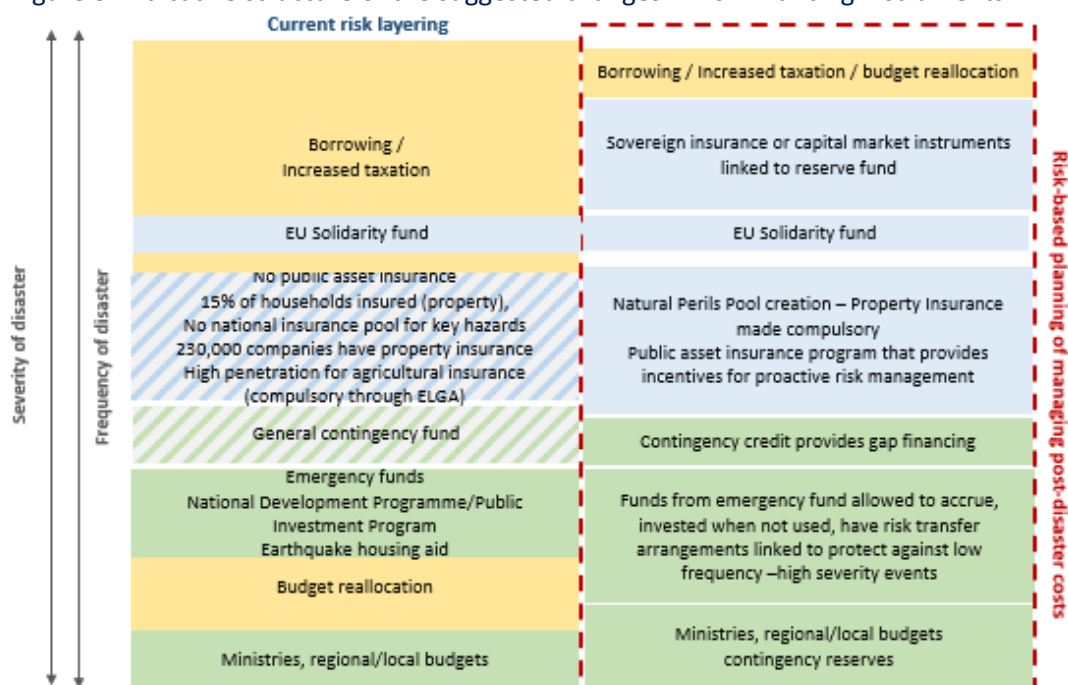 Current risk layering
Severity of disaster
Frequency of disaster
Borrowing /
Increased taxation
EU Solidarity fund
No public asset insurance
15% of households insured (property),
No national insurance pool for key hazards
230,000 companies have property insurance
High penetration for agricultural insurance
(compulsory through ELGA)
General contingency fund
Emergency funds
National Development Programme/Public
Investment Program
Earthquake housing aid
Budget reallocation
Ministries, regional/local budgets
Borrowing / Increased taxation / budget reallocation
Sovereign insurance or capital market instruments
linked to reserve fund
EU Solidarity fund
Natural Perils Pool creation – Property Insurance
made compulsory
Public asset insurance program that provides
incentives for proactive risk management
Contingency credit provides gap financing
Funds from emergency fund allowed to accrue,
invested when not used, have risk transfer
arrangements linked to protect against low
frequency –high severity events
Ministries, regional/local budgets
contingency reserves
Risk-based planning of managing post-disaster costs